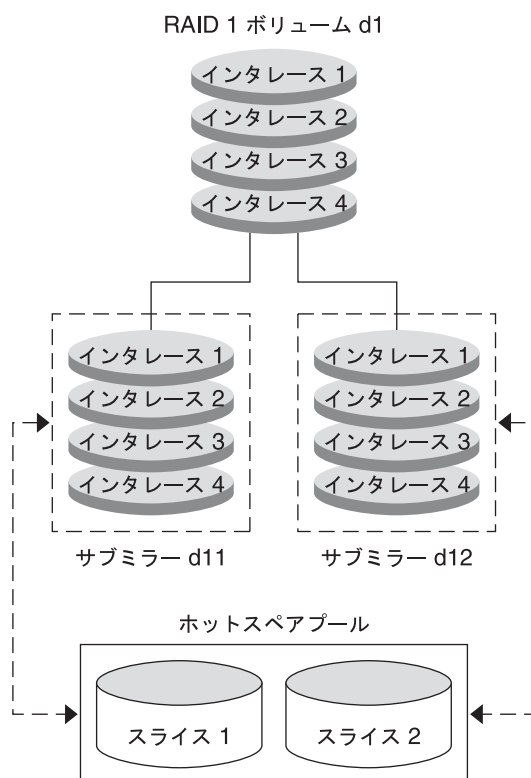 RAID 1 ボリューム d1
インタレース 1
インタレース 2
インタレース 3
インタレース 4
インタレース 1
インタレース 2
インタレース 3
インタレース 4
サブミラー d11
インタレース 1
インタレース 2
インタレース 3
インタレース 4
サブミラー d12
ホットスペアプール
スライス 1
スライス 2